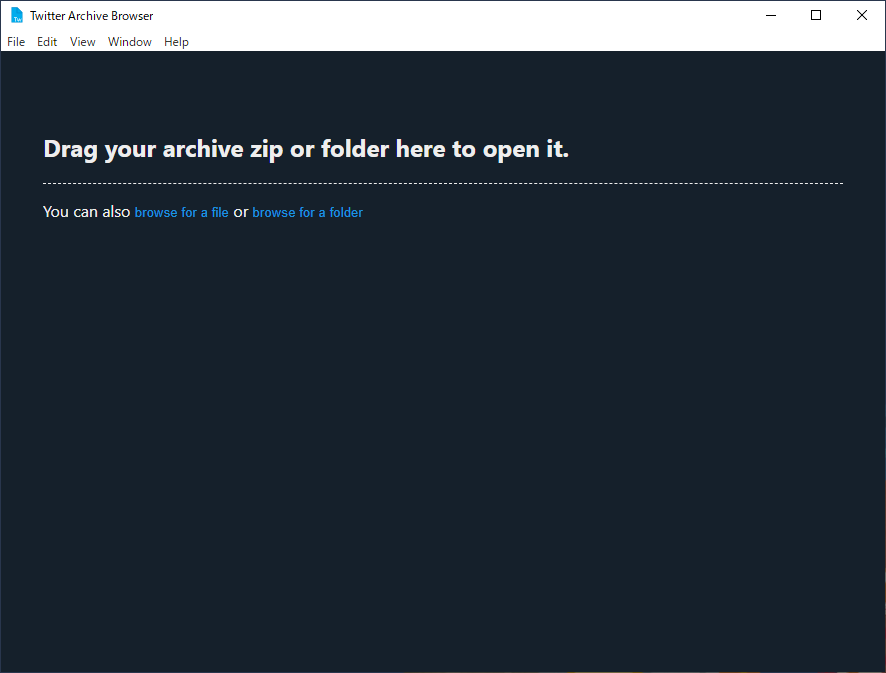 Twitter Archive Browser
File Edit View Window Help
Drag your archive zip or folder here to open it.
You can also browse for a file or browse for a folder